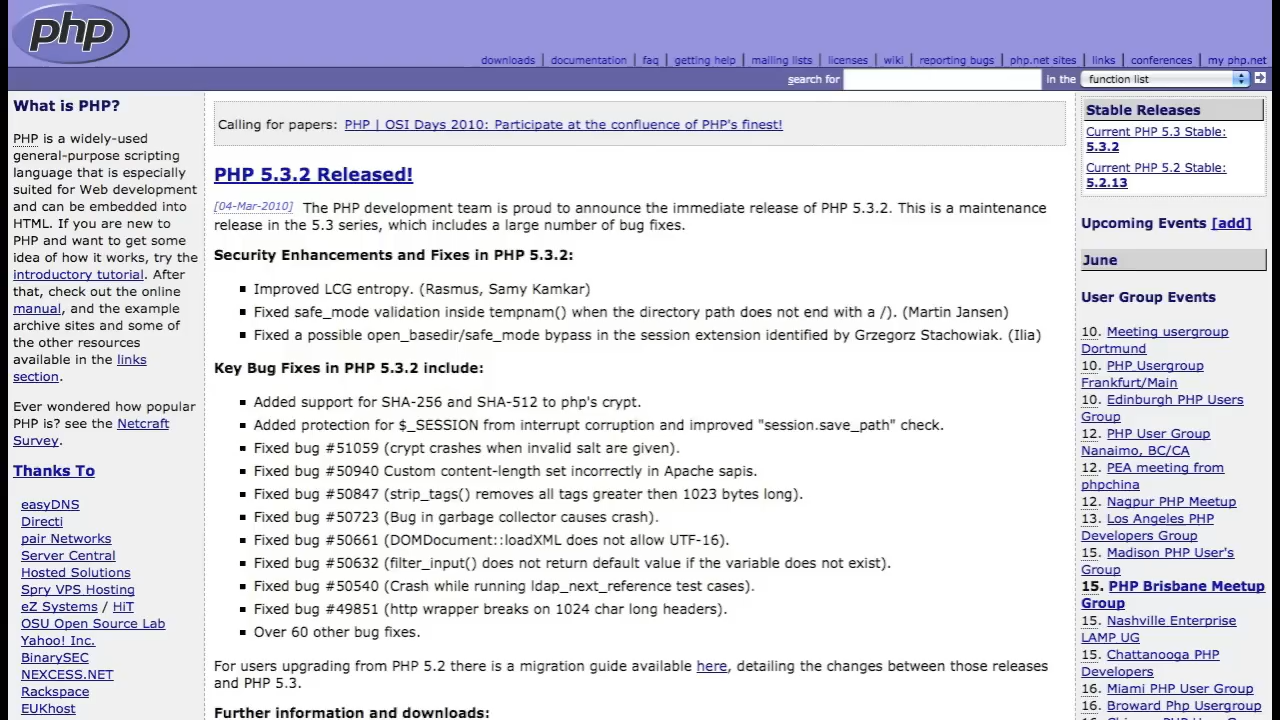 php
downloads | documentation | faq | getting help | mailing lists | licenses | wiki | reporting bugs | php.net sites | links | conferences | my php.net
search for in the function list
What is PHP?
PHP is a widely-used
general-purpose scripting
language that is especially
suited for Web development
and can be embedded into
HTML. If you are new to
PHP and want to get some
idea of how it works, try the
introductory tutorial. After
that, check out the online
manual, and the example
archive sites and some of
the other resources
available in the links
section.
Ever wondered how popular
PHP is? see the Netcraft
Survey.
Thanks To
easyDNS
Directi
pair Networks
Server Central
Hosted Solutions
Spry VPS Hosting
eZ Systems / HiT
OSU Open Source Lab
Yahoo! Inc.
BinarySEC
NEXCESS.NET
Rackspace
EUKhost
Calling for papers: PHP | OSI Days 2010: Participate at the confluence of PHP's finest!
PHP 5.3.2 Released!
[04-Mar-2010] The PHP development team is proud to announce the immediate release of PHP 5.3.2. This is a maintenance
release in the 5.3 series, which includes a large number of bug fixes.
Security Enhancements and Fixes in PHP 5.3.2:
Improved LCG entropy. (Rasmus, Samy Kamkar)
Fixed safe_mode validation inside tempnam() when the directory path does not end with a /). (Martin Jansen)
Fixed a possible open_basedir/safe_mode bypass in the session extension identified by Grzegorz Stachowiak. (Ilia)
Key Bug Fixes in PHP 5.3.2 include:
Added support for SHA-256 and SHA-512 to php's crypt.
Added protection for $_SESSION from interrupt corruption and improved "session.save_path" check.
Fixed bug #51059 (crypt crashes when invalid salt are given).
Fixed bug #50940 Custom content-length set incorrectly in Apache sapis.
Fixed bug #50847 (strip_tags() removes all tags greater then 1023 bytes long).
Fixed bug #50723 (Bug in garbage collector causes crash).
Fixed bug #50661 (DOMDocument::loadXML does not allow UTF-16).
Fixed bug #50632 (filter_input() does not return default value if the variable does not exist).
Fixed bug #50540 (Crash while running ldap_next_reference test cases).
Fixed bug #49851 (http wrapper breaks on 1024 char long headers).
Over 60 other bug fixes.
For users upgrading from PHP 5.2 there is a migration guide available here, detailing the changes between those releases
and PHP 5.3.
Further information and downloads:
Stable Releases
Current PHP 5.3 Stable:
5.3.2
Current PHP 5.2 Stable:
5.2.13
Upcoming Events [add]
June
User Group Events
10. Meeting usergroup
Dortmund
10. PHP Usergroup
Frankfurt/Main
10. Edinburgh PHP Users
Group
12. PHP User Group
Nanaimo, BC/CA
12. PEA meeting from
phpchina
12. Nagpur PHP Meetup
13. Los Angeles PHP
Developers Group
15. Madison PHP User's
Group
15. PHP Brisbane Meetup
Group
15. Nashville Enterprise
LAMP UG
15. Chattanooga PHP
Developers
16. Miami PHP User Group
16. Broward Php Usergroup